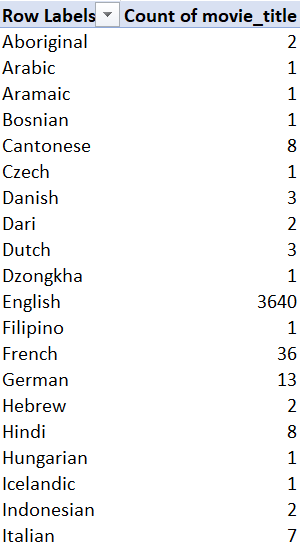 Row Labels Count of movie_title
Aboriginal 2
Arabic 1
Aramaic 1
Bosnian 1
Cantonese 8
Czech 1
Danish 3
Dari 2
Dutch 3
Dzongkha 1
English 3640
Filipino 1
French 36
German 13
Hebrew 2
Hindi 8
Hungarian 1
Icelandic 1
Indonesian 2
Italian 7